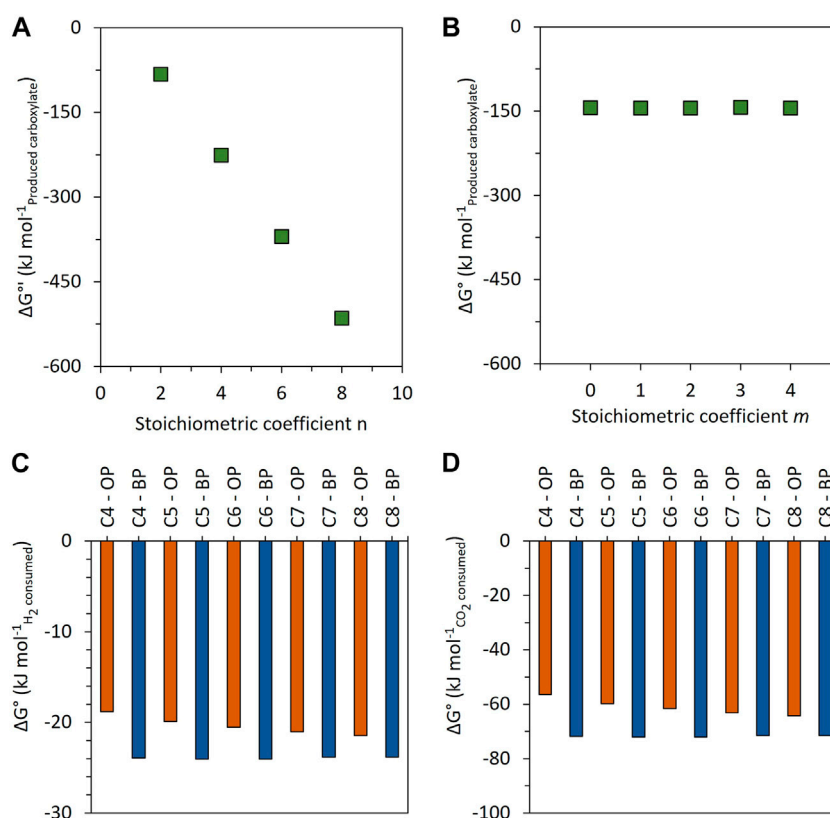 A
0
-150
-300
-450
-600
ΔG°' (kJ mol⁻¹Produced carboxylate)
0 2 4 6 8 10
Stoichiometric coefficient n
B
0
-150
-300
-450
-600
ΔG° (kJ mol⁻¹Produced carboxylate)
0 1 2 3 4
Stoichiometric coefficient m
C
C4 - OP
C4 - BP
C5 - OP
C5 - BP
C6 - OP
C6 - BP
C7 - OP
C7 - BP
C8 - OP
C8 - BP
0
-10
-20
-30
ΔG° (kJ mol⁻¹H₂ consumed)
D
C4 - OP
C4 - BP
C5 - OP
C5 - BP
C6 - OP
C6 - BP
C7 - OP
C7 - BP
C8 - OP
C8 - BP
0
-20
-40
-60
-80
-100
ΔG° (kJ mol⁻¹CO₂ consumed)